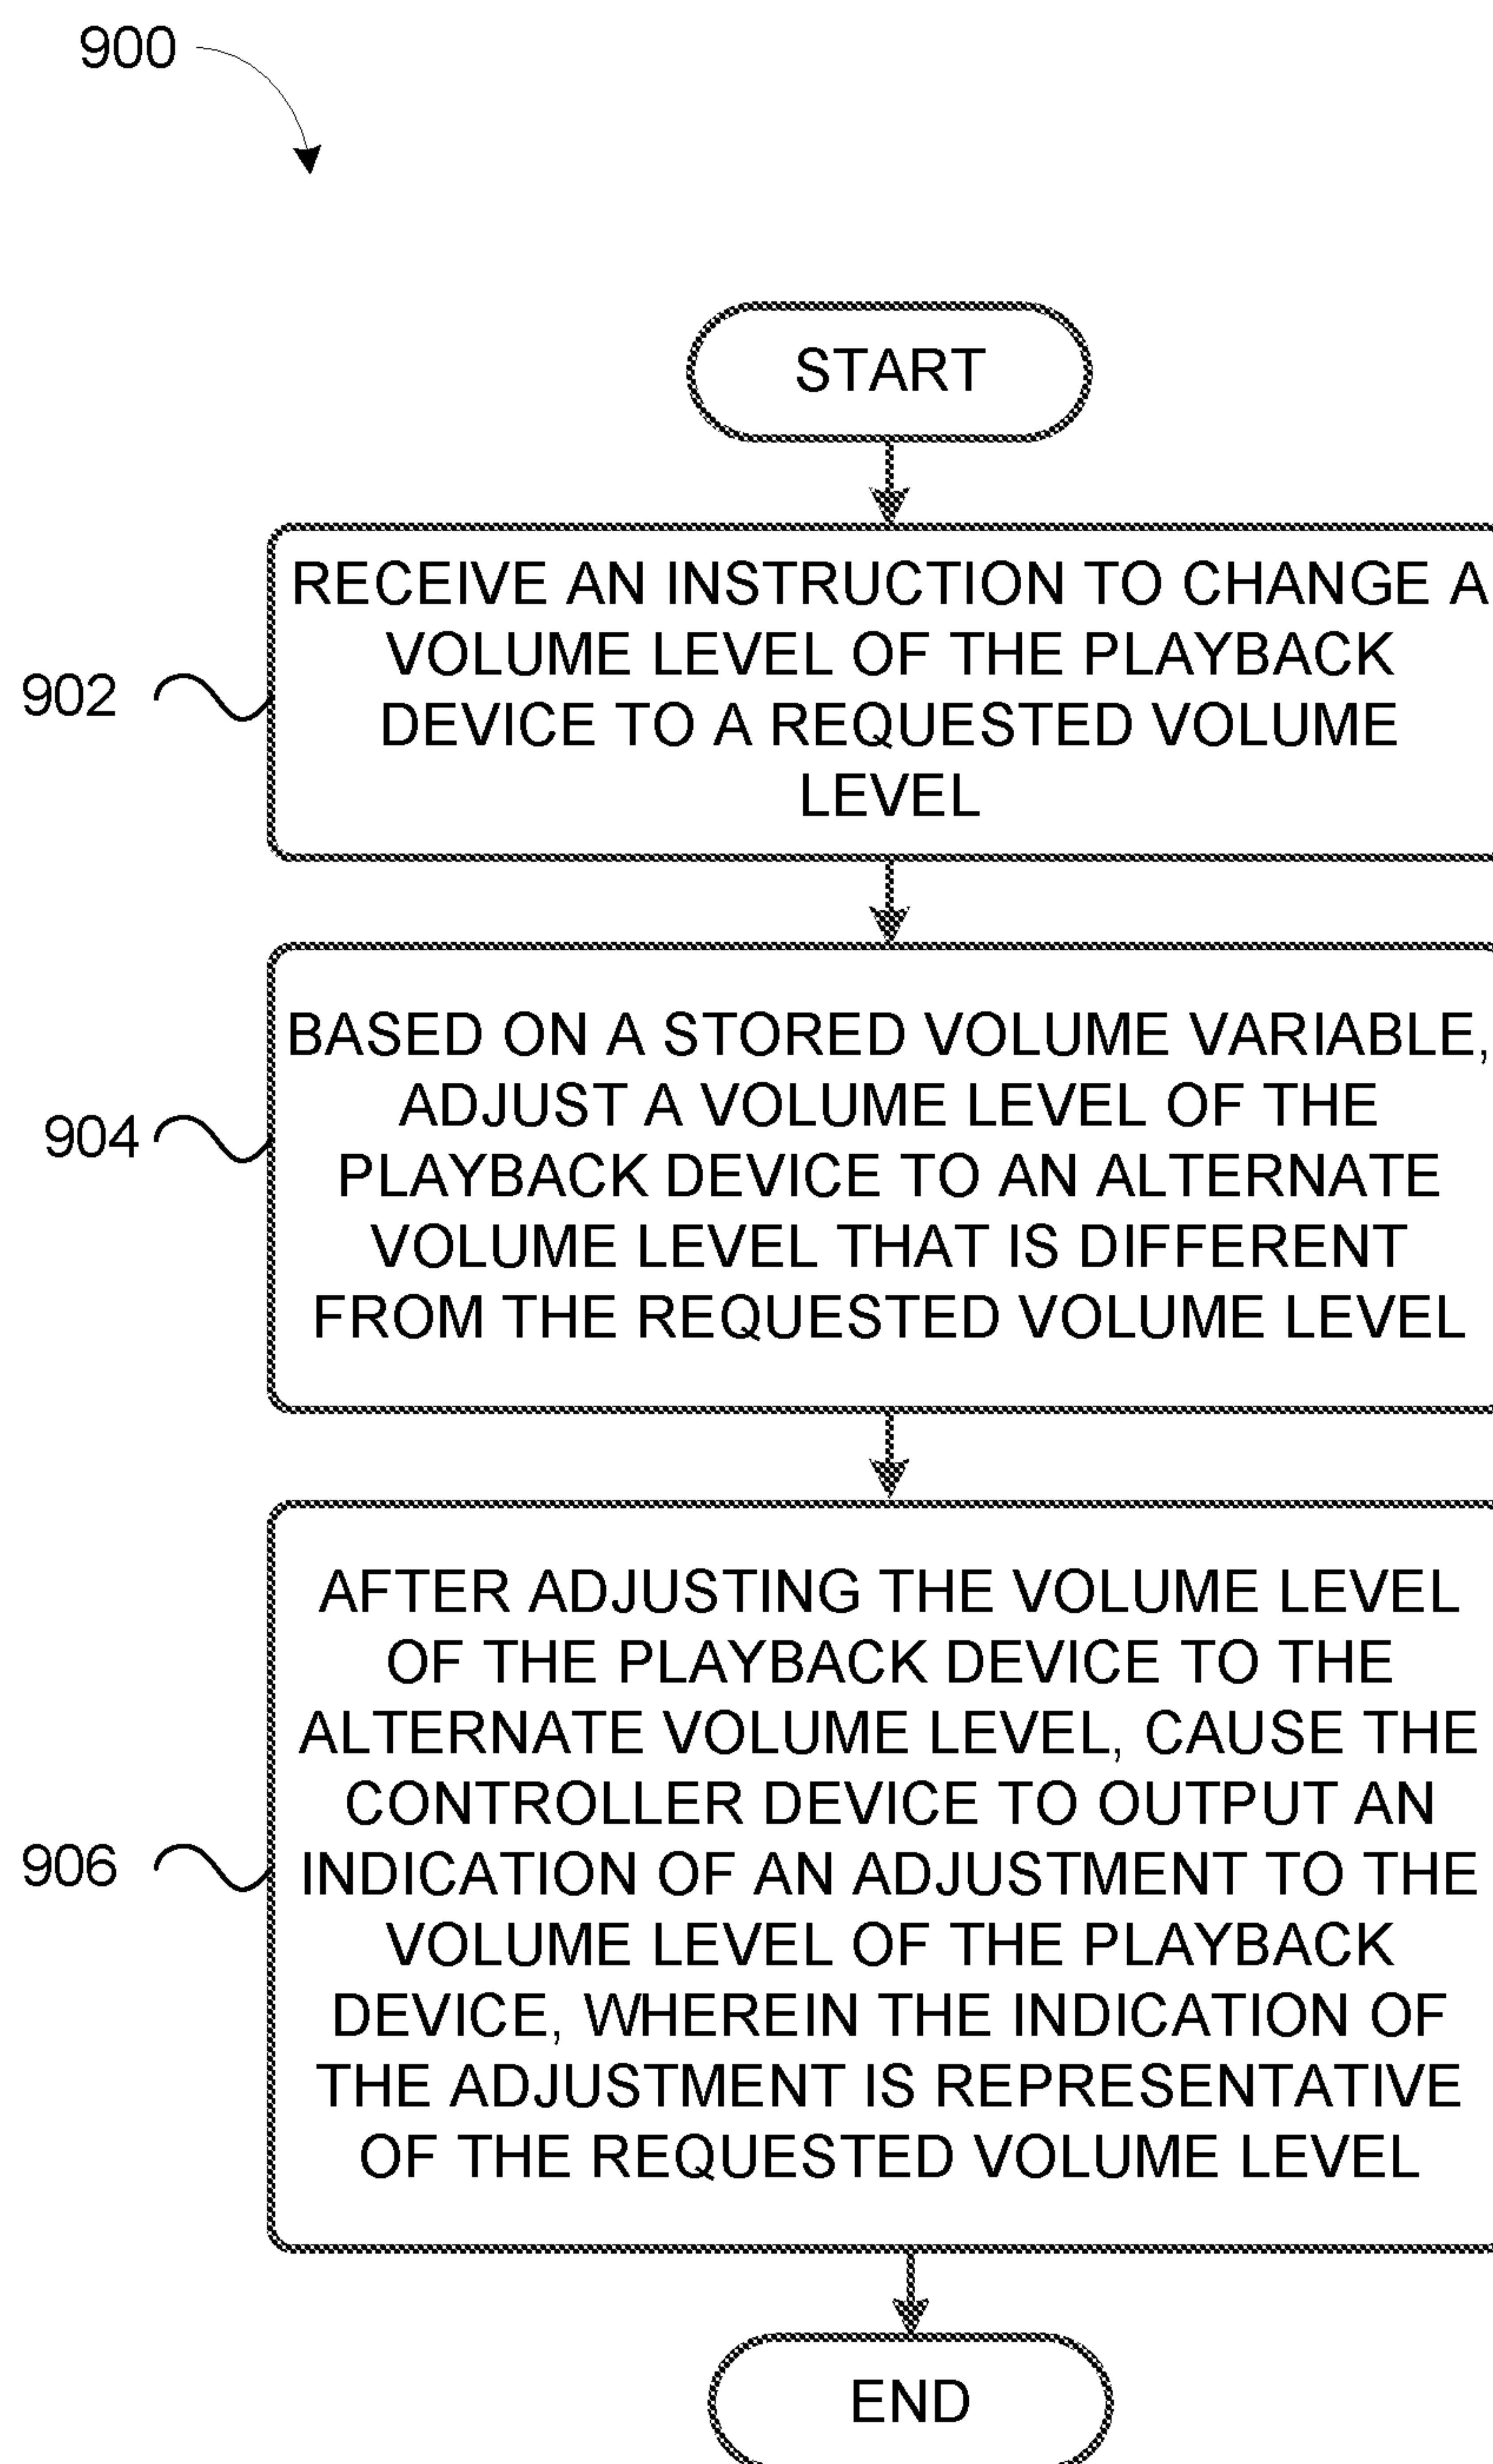 900
START
902
RECEIVE AN INSTRUCTION TO CHANGE A
VOLUME LEVEL OF THE PLAYBACK
DEVICE TO A REQUESTED VOLUME
LEVEL
904
BASED ON A STORED VOLUME VARIABLE,
ADJUST A VOLUME LEVEL OF THE
PLAYBACK DEVICE TO AN ALTERNATE
VOLUME LEVEL THAT IS DIFFERENT
FROM THE REQUESTED VOLUME LEVEL
906
AFTER ADJUSTING THE VOLUME LEVEL
OF THE PLAYBACK DEVICE TO THE
ALTERNATE VOLUME LEVEL, CAUSE THE
CONTROLLER DEVICE TO OUTPUT AN
INDICATION OF AN ADJUSTMENT TO THE
VOLUME LEVEL OF THE PLAYBACK
DEVICE, WHEREIN THE INDICATION OF
THE ADJUSTMENT IS REPRESENTATIVE
OF THE REQUESTED VOLUME LEVEL
END